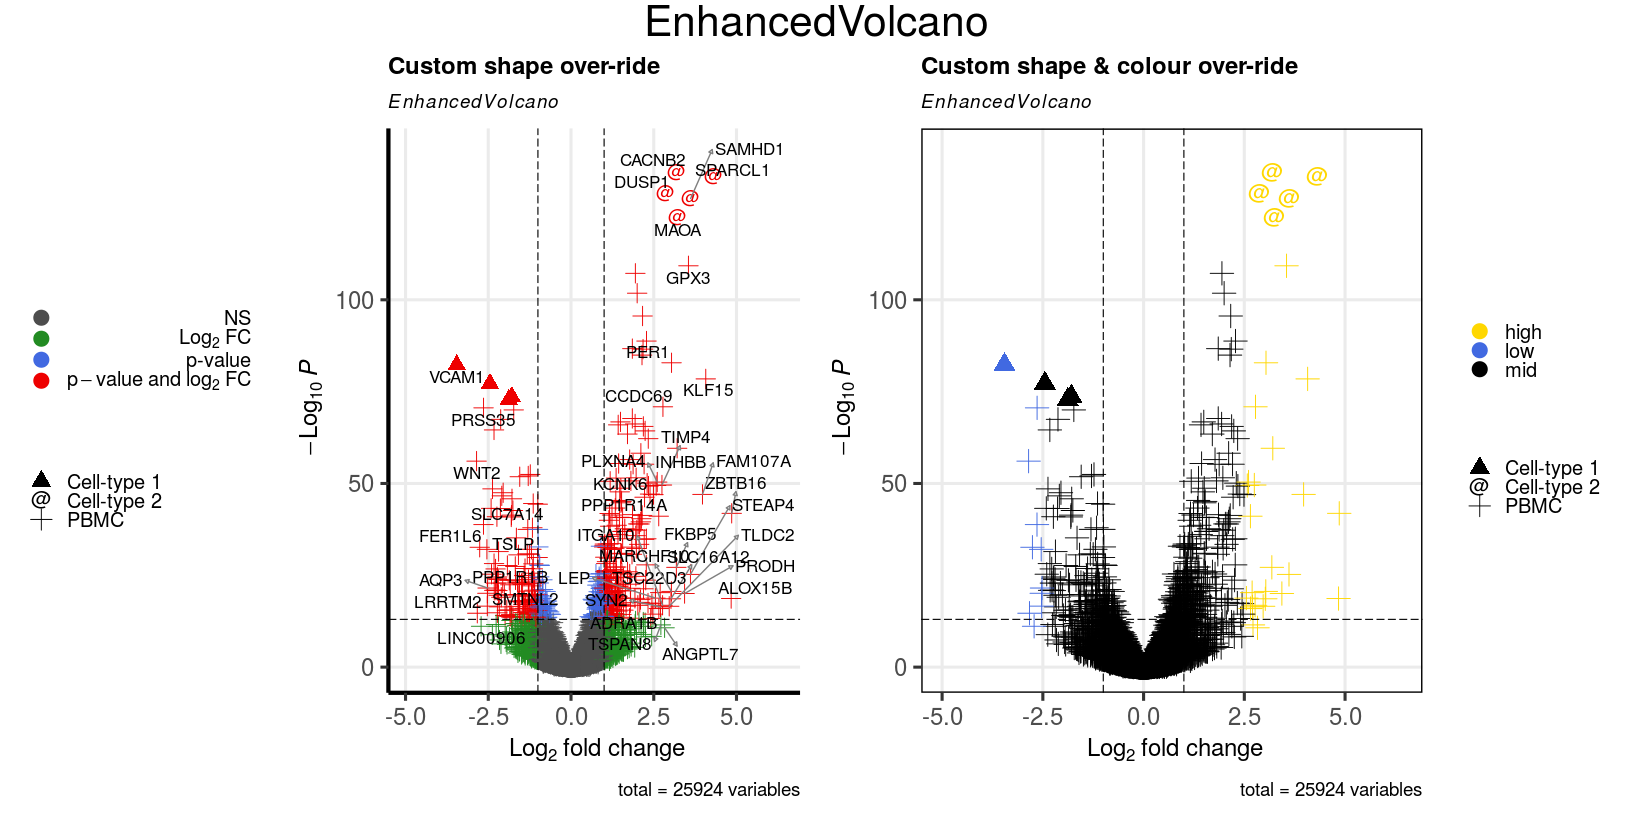 EnhancedVolcano
Custom shape over-ride
EnhancedVolcano
NS
Log2 FC
p-value
p – value and log2 FC
Cell-type 1
@ Cell-type 2
PBMC
−Log10 P
100
50
0
SAMHD1
CACNB2
SPARCL1
DUSP1
MAOA
GPX3
PER1
VCAM1
KLF15
CCDC69
PRSS35
TIMP4
PLXNA4
INHBB
FAM107A
WNT2
KCNK6
ZBTB16
PPP1R14A
STEAP4
SLC7A14
FER1L6
ITGA10
FKBP5
TLDC2
TSLP
MARCHF10
SLC16A12
PRODH
AQP3
PPP1R1B
LEP
TSC22D3
ALOX15B
LRRTM2
SMTNL2
SYN2
ADRA1B
LINC00906
TSPAN8
ANGPTL7
-5.0
-2.5
0.0
2.5
5.0
Log2 fold change
total = 25924 variables
Custom shape & colour over-ride
EnhancedVolcano
−Log10 P
100
50
0
-5.0
-2.5
0.0
2.5
5.0
Log2 fold change
total = 25924 variables
high
low
mid
Cell-type 1
@ Cell-type 2
PBMC